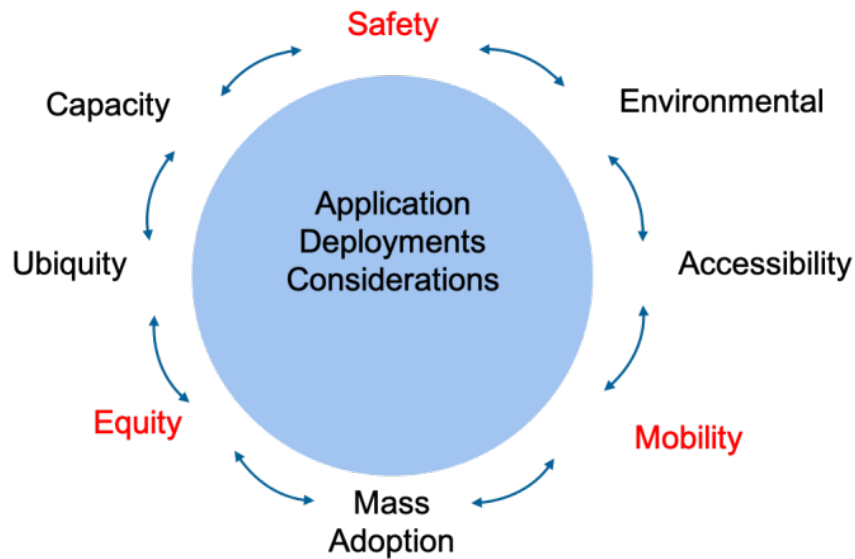 Safety
Capacity
Environmental
Application
Deployments
Considerations
Ubiquity
Accessibility
Equity
Mobility
Mass
Adoption